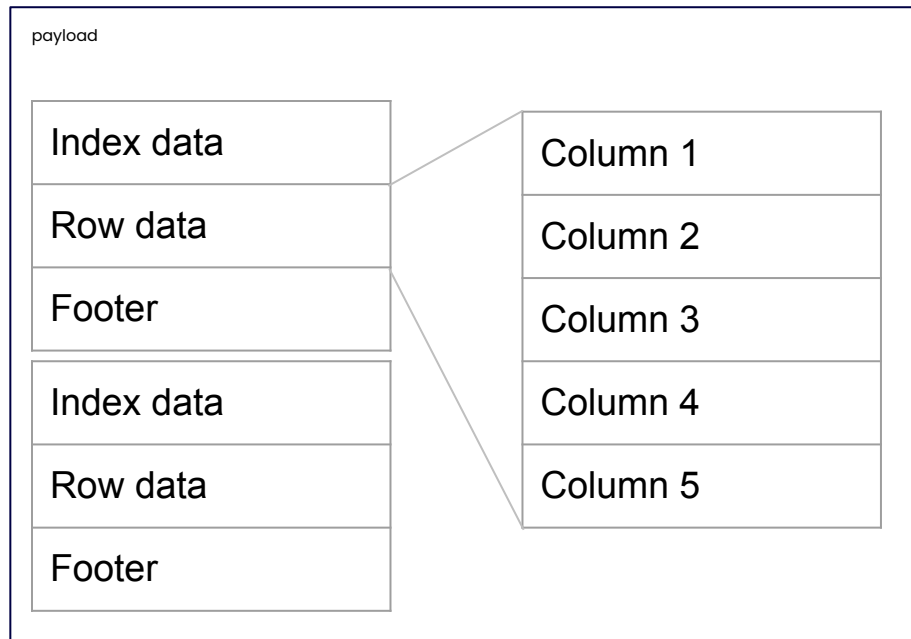 payload
Index data
Row data
Footer
Index data
Row data
Footer
Column 1
Column 2
Column 3
Column 4
Column 5